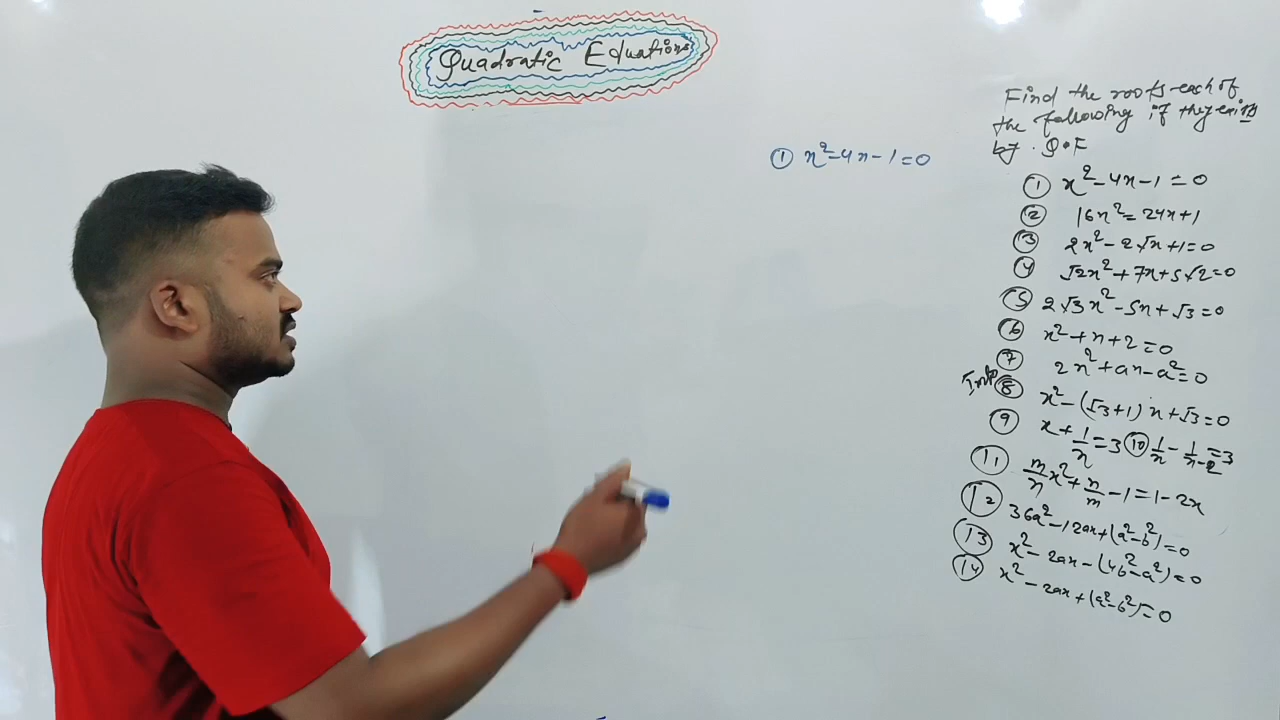 Quadratic Equations
① x²-4x-1=0
Find the roots each of
the following if they exist
by. Q.F
① x²-4x-1=0
② 16x²=24x+1
③ 2x²-2√x+1=0
④ √2x²+7x+5√2=0
⑤ 2√3x²-5x+√3=0
⑥ x²+x+2=0
⑦ 2x²+ax-a²=0
⑧ x²-(√3+1)x+√3=0
⑨ x+1/x=3 ⑩ 1/x-1/x-2=3
⑪ m/n x²+n/m-1=1-2x
⑫ 36a²-12ax+(a²-b²)=0
⑬ x²-2ax-(4b²-a²)=0
⑭ x²-2ax+(a²-b²)=0